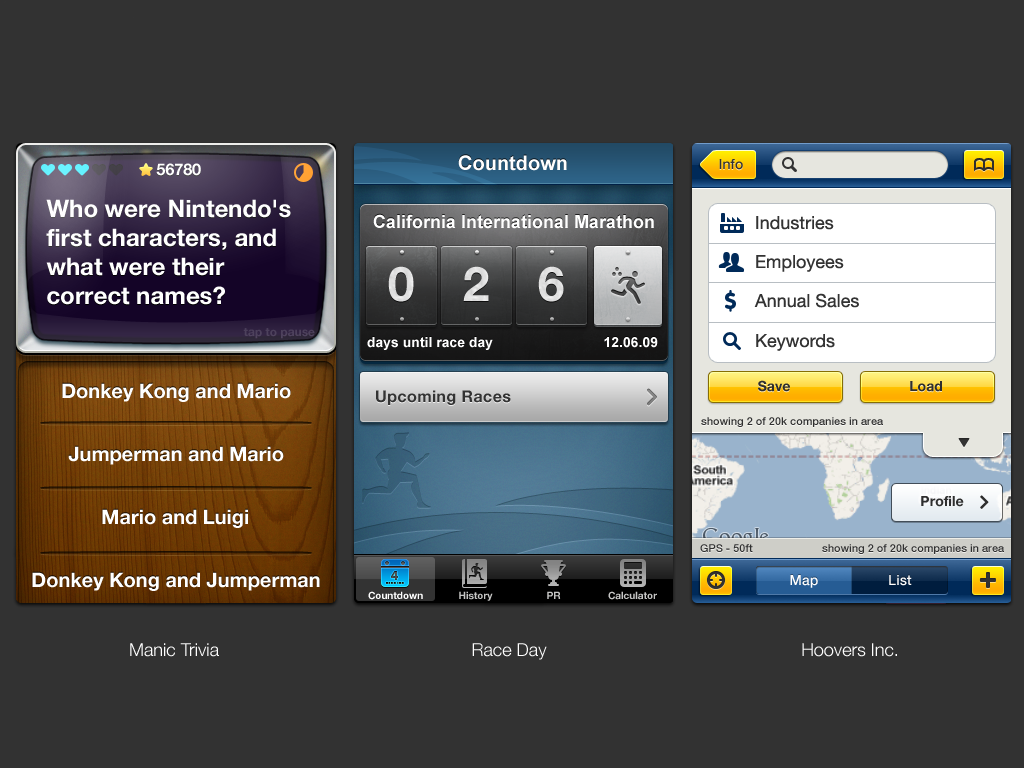 56780
Who were Nintendo's
first characters, and
what were their
correct names?
tap to pause
Donkey Kong and Mario
Jumperman and Mario
Mario and Luigi
Donkey Kong and Jumperman
Manic Trivia
Countdown
California International Marathon
0 2 6
days until race day 12.06.09
Upcoming Races
4
Countdown History PR Calculator
Race Day
Info
Industries
Employees
$ Annual Sales
Keywords
Save Load
showing 2 of 20k companies in area
South
America
Profile
Google
GPS - 50ft showing 2 of 20k companies in area
Map List
Hoovers Inc.